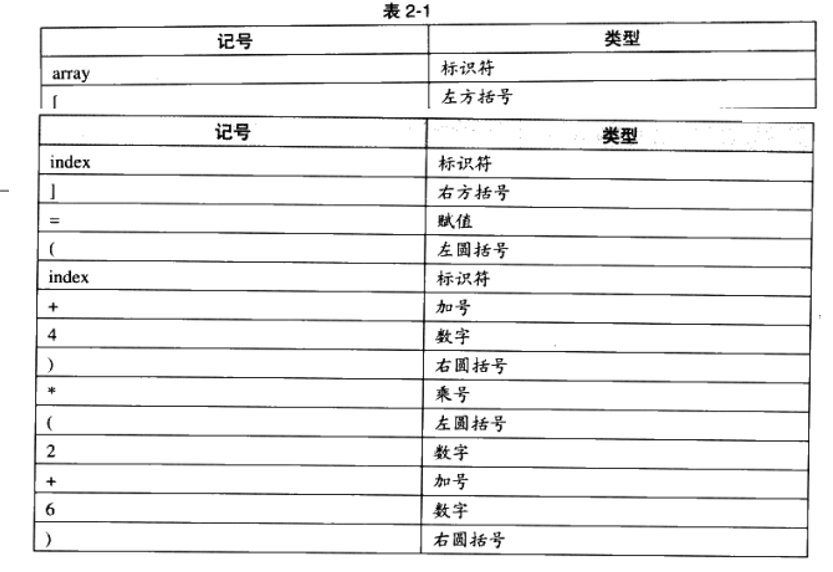 表 2-1
记号 类型
array 标识符
[ 左方括号
记号 类型
index 标识符
] 右方括号
= 赋值
( 左圆括号
index 标识符
+ 加号
4 数字
) 右圆括号
* 乘号
( 左圆括号
2 数字
+ 加号
6 数字
) 右圆括号